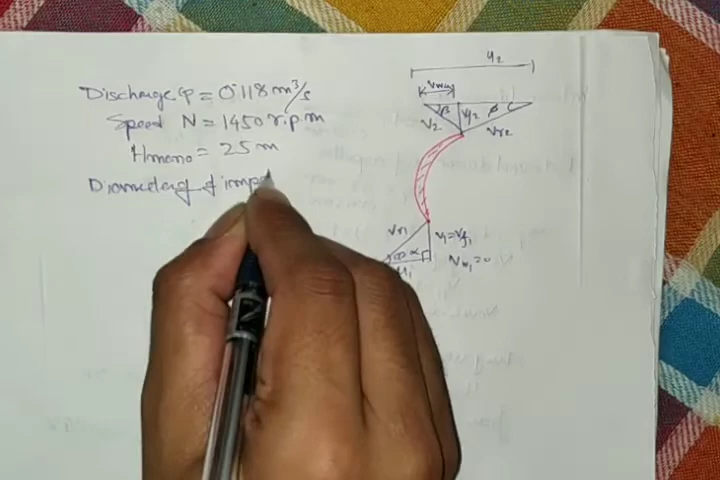 Discharge Q = 0.118 m³/s
Speed N = 1450 r.p.m
Hmano = 25 m
Diameter of imp
u2
Vw2
β
Vf2
φ
V2
Vr2
Vr1
V1=Vf1
α
Vw1=0
u1